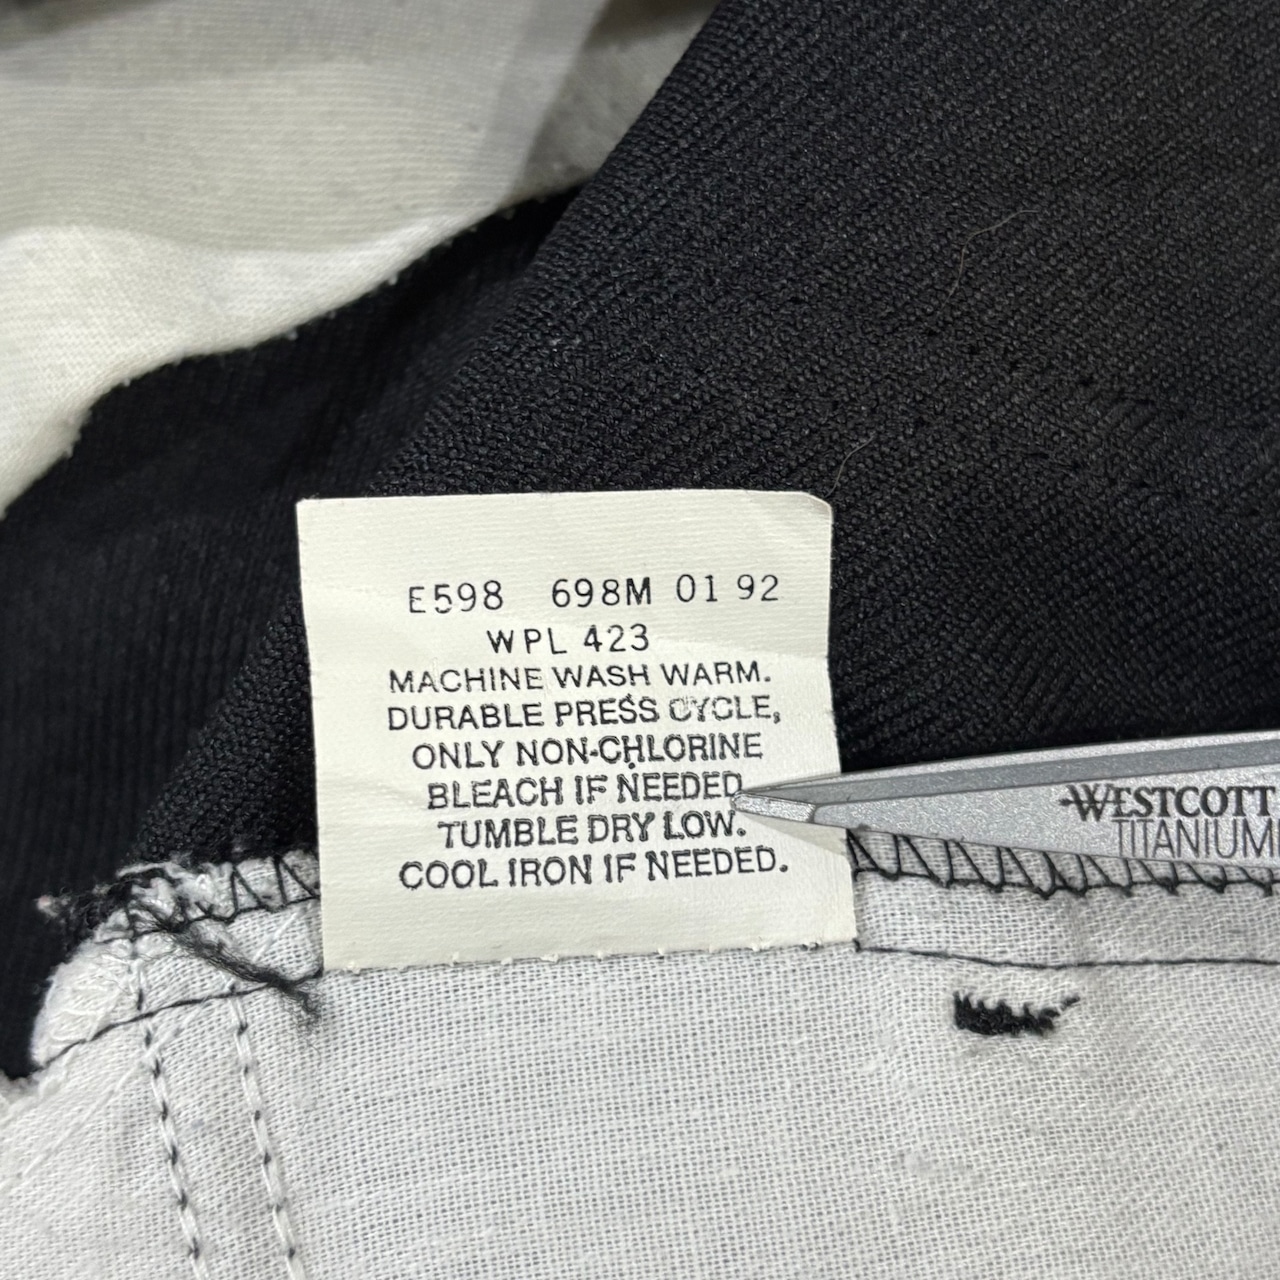 E598 698M 01 92
WPL 423
MACHINE WASH WARM.
DURABLE PRESS CYCLE,
ONLY NON-CHLORINE
BLEACH IF NEEDED
TUMBLE DRY LOW.
COOL IRON IF NEEDED.
WESTCOTT
TITANIUM